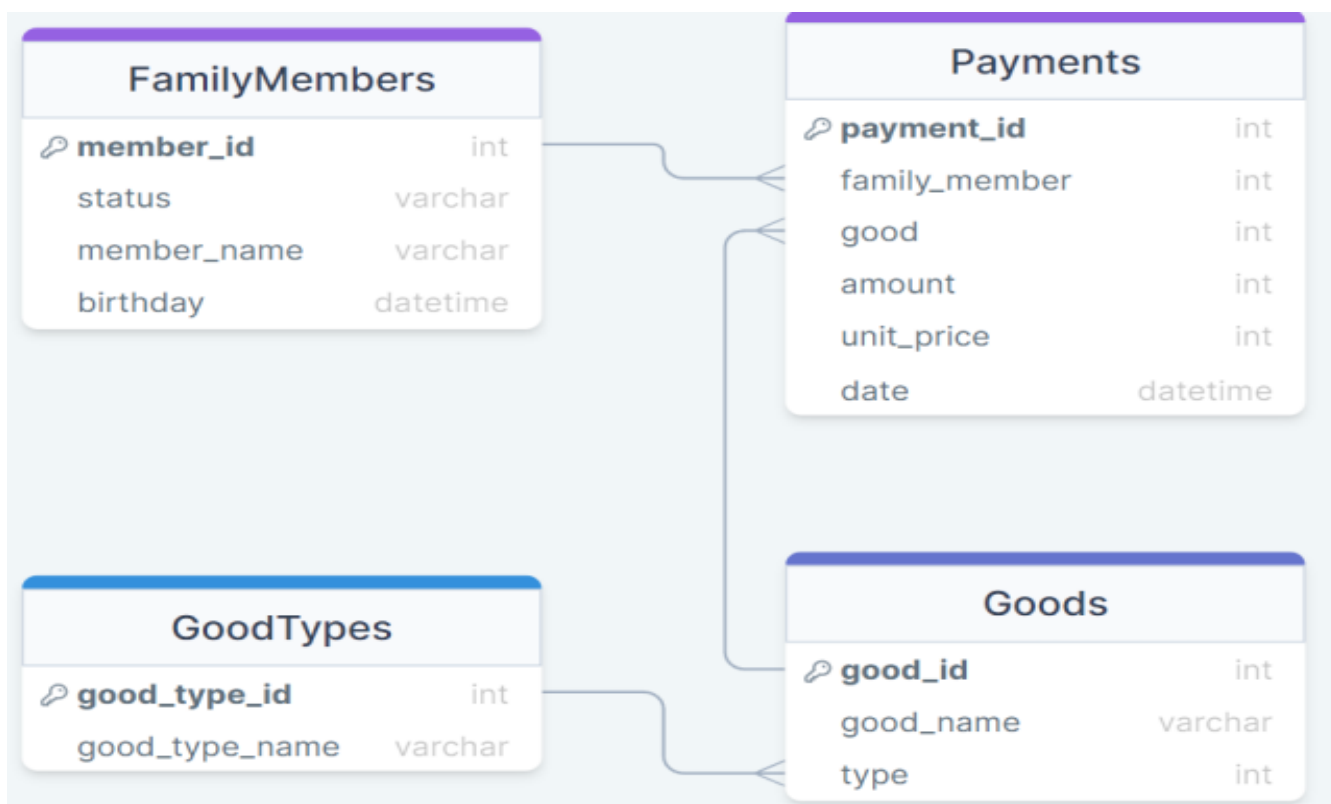 FamilyMembers
member_id int
status varchar
member_name varchar
birthday datetime
Payments
payment_id int
family_member int
good int
amount int
unit_price int
date datetime
GoodTypes
good_type_id int
good_type_name varchar
Goods
good_id int
good_name varchar
type int